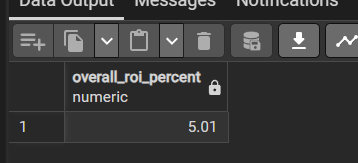 Data Output Messages Notifications
overall_roi_percent
numeric
1 5.01